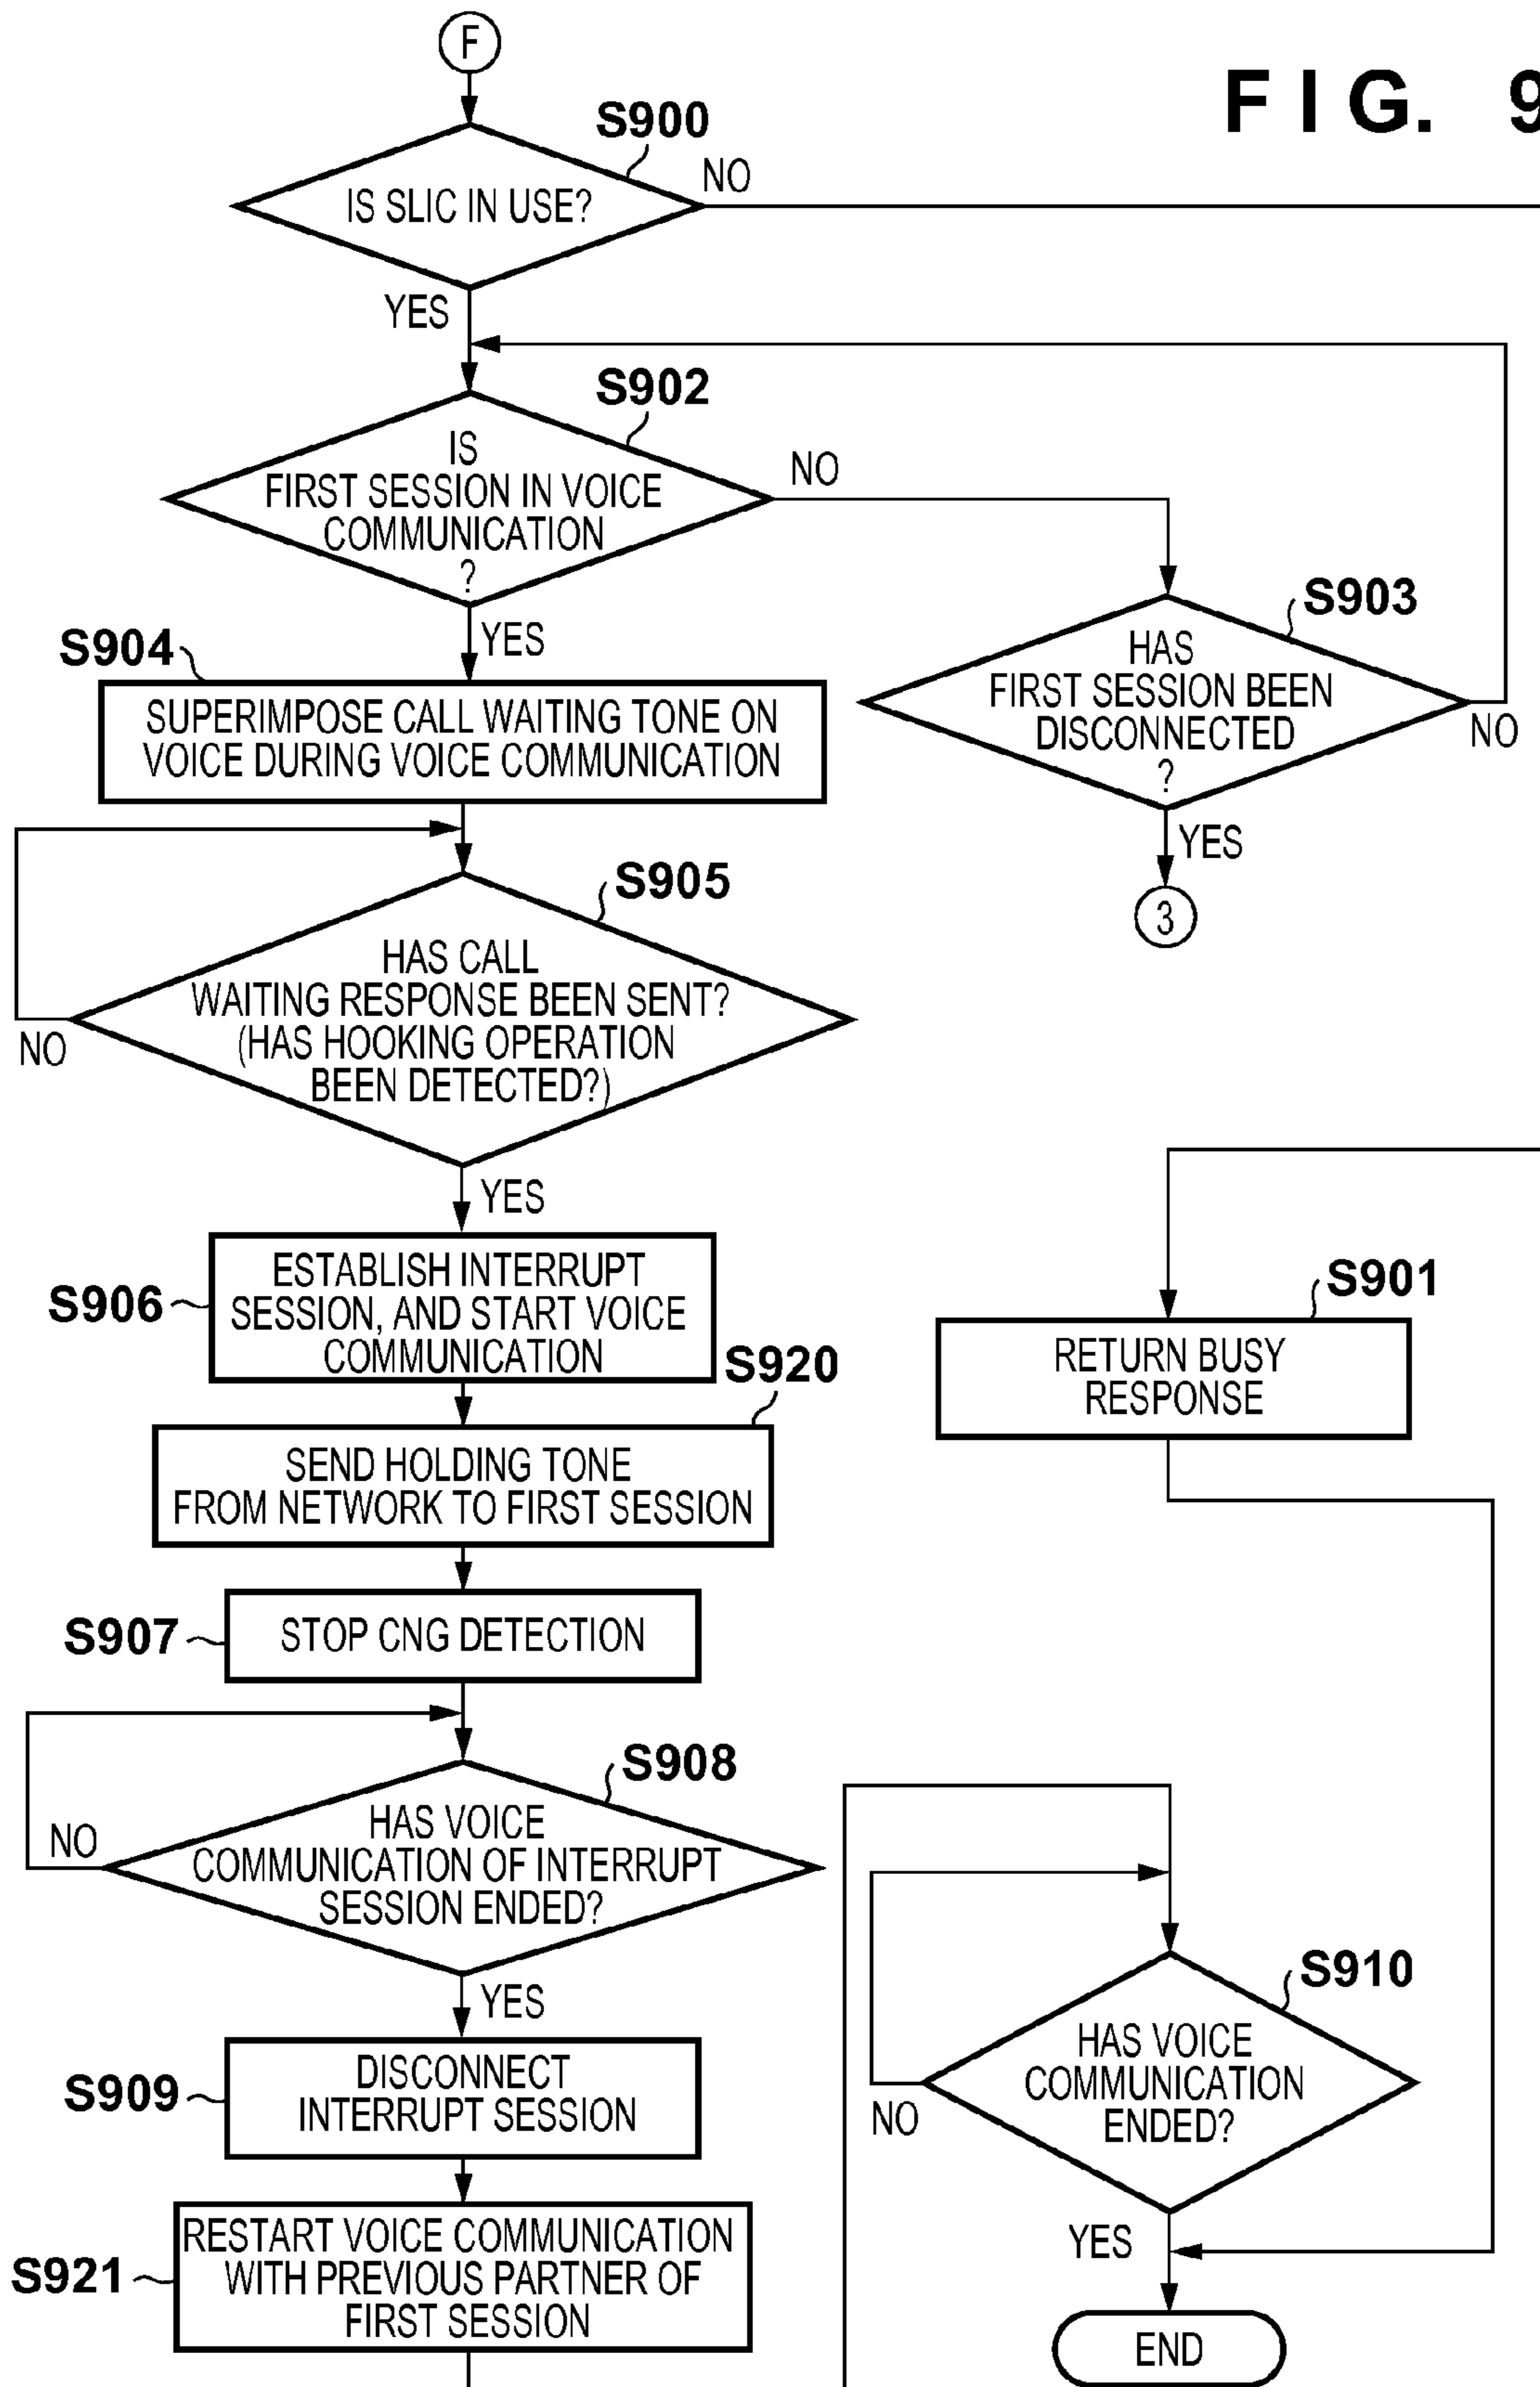 F
FIG. 9
S900
IS SLIC IN USE?
NO
YES
S902
IS
FIRST SESSION IN VOICE
COMMUNICATION
?
NO
YES
S903
HAS
FIRST SESSION BEEN
DISCONNECTED
?
NO
YES
3
S904
SUPERIMPOSE CALL WAITING TONE ON
VOICE DURING VOICE COMMUNICATION
S905
HAS CALL
WAITING RESPONSE BEEN SENT?
(HAS HOOKING OPERATION
BEEN DETECTED?)
NO
YES
S906
ESTABLISH INTERRUPT
SESSION, AND START VOICE
COMMUNICATION
S901
RETURN BUSY
RESPONSE
S920
SEND HOLDING TONE
FROM NETWORK TO FIRST SESSION
S907
STOP CNG DETECTION
S908
HAS VOICE
COMMUNICATION OF INTERRUPT
SESSION ENDED?
NO
YES
S909
DISCONNECT
INTERRUPT SESSION
S921
RESTART VOICE COMMUNICATION
WITH PREVIOUS PARTNER OF
FIRST SESSION
S910
HAS VOICE
COMMUNICATION
ENDED?
NO
YES
END